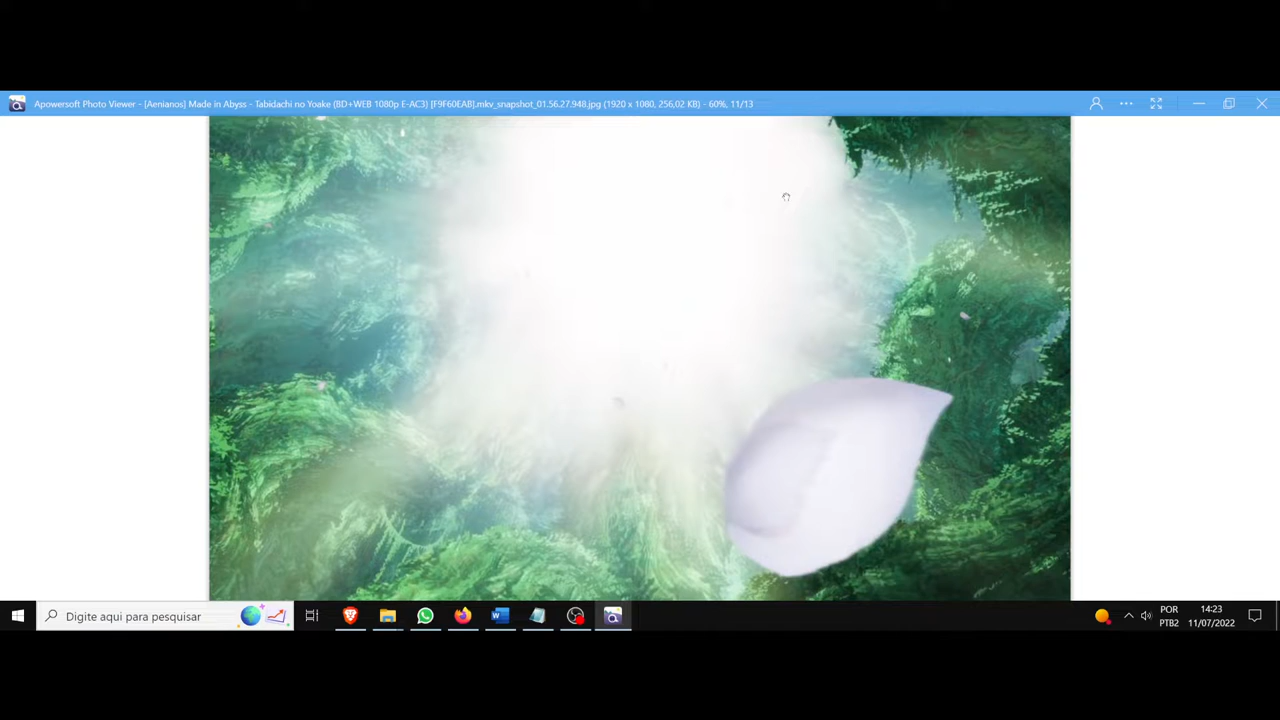 Apowersoft Photo Viewer - [Aenianos] Made in Abyss - Tabidachi no Yoake (BD+WEB 1080p E-AC3) [F9F60EAB].mkv_snapshot_01.56.27.948.jpg (1920 x 1080, 256,02 KB) - 60%, 11/13
Digite aqui para pesquisar
POR
PTB2
14:23
11/07/2022